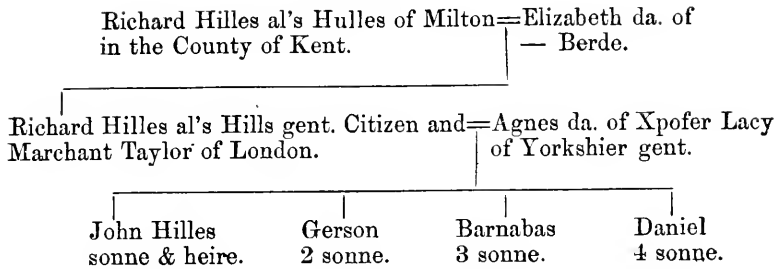 Richard Hilles al's Hulles of Milton=Elizabeth da. of
in the County of Kent. — Berde.
Richard Hilles al's Hills gent. Citizen and=Agnes da. of Xpofer Lacy
Marchant Taylor of London. of Yorkshier gent.
John Hilles Gerson Barnabas Daniel
sonne & heire. 2 sonne. 3 sonne. 4 sonne.